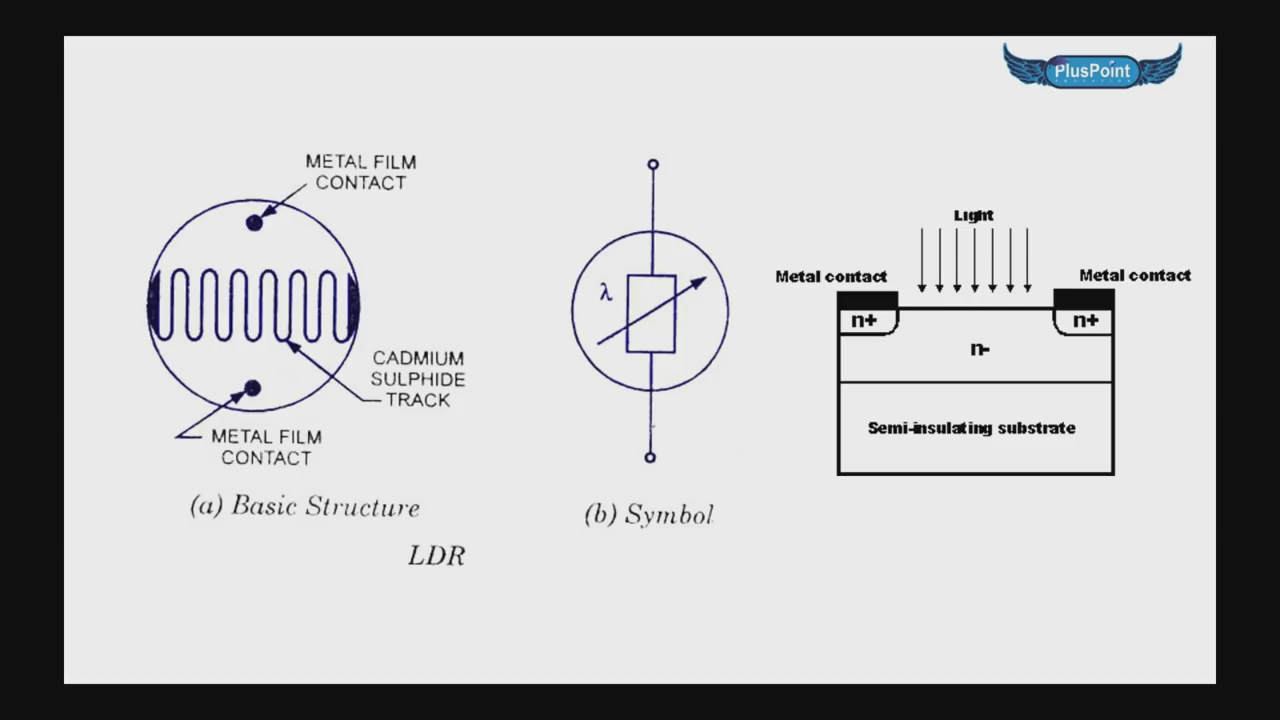 PlusPoint
METAL FILM
CONTACT
CADMIUM
SULPHIDE
TRACK
METAL FILM
CONTACT
(a) Basic Structure
λ
(b) Symbol
LDR
Light
Metal contact
Metal contact
n+
n+
n-
Semi-insulating substrate